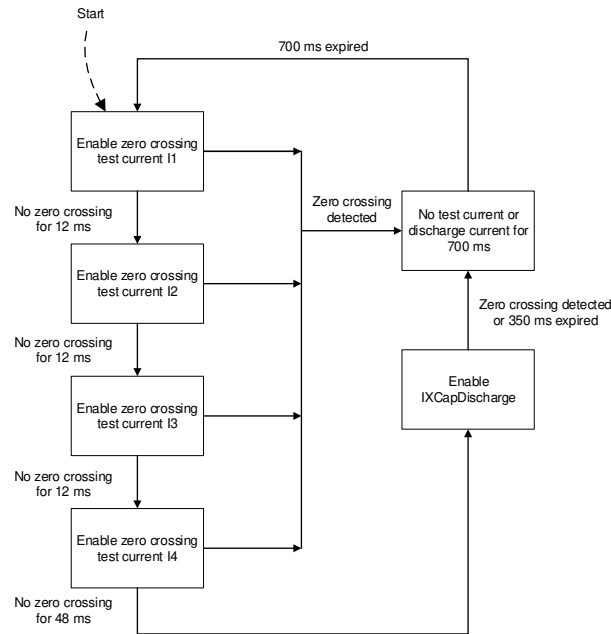 Start
700 ms expired
Enable zero crossing
test current I1
No zero crossing
for 12 ms
Zero crossing
detected
No test current or
discharge current for
700 ms
Enable zero crossing
test current I2
Zero crossing detected
or 350 ms expired
No zero crossing
for 12 ms
Enable zero crossing
test current I3
Enable
IXCapDischarge
No zero crossing
for 12 ms
Enable zero crossing
test current I4
No zero crossing
for 48 ms